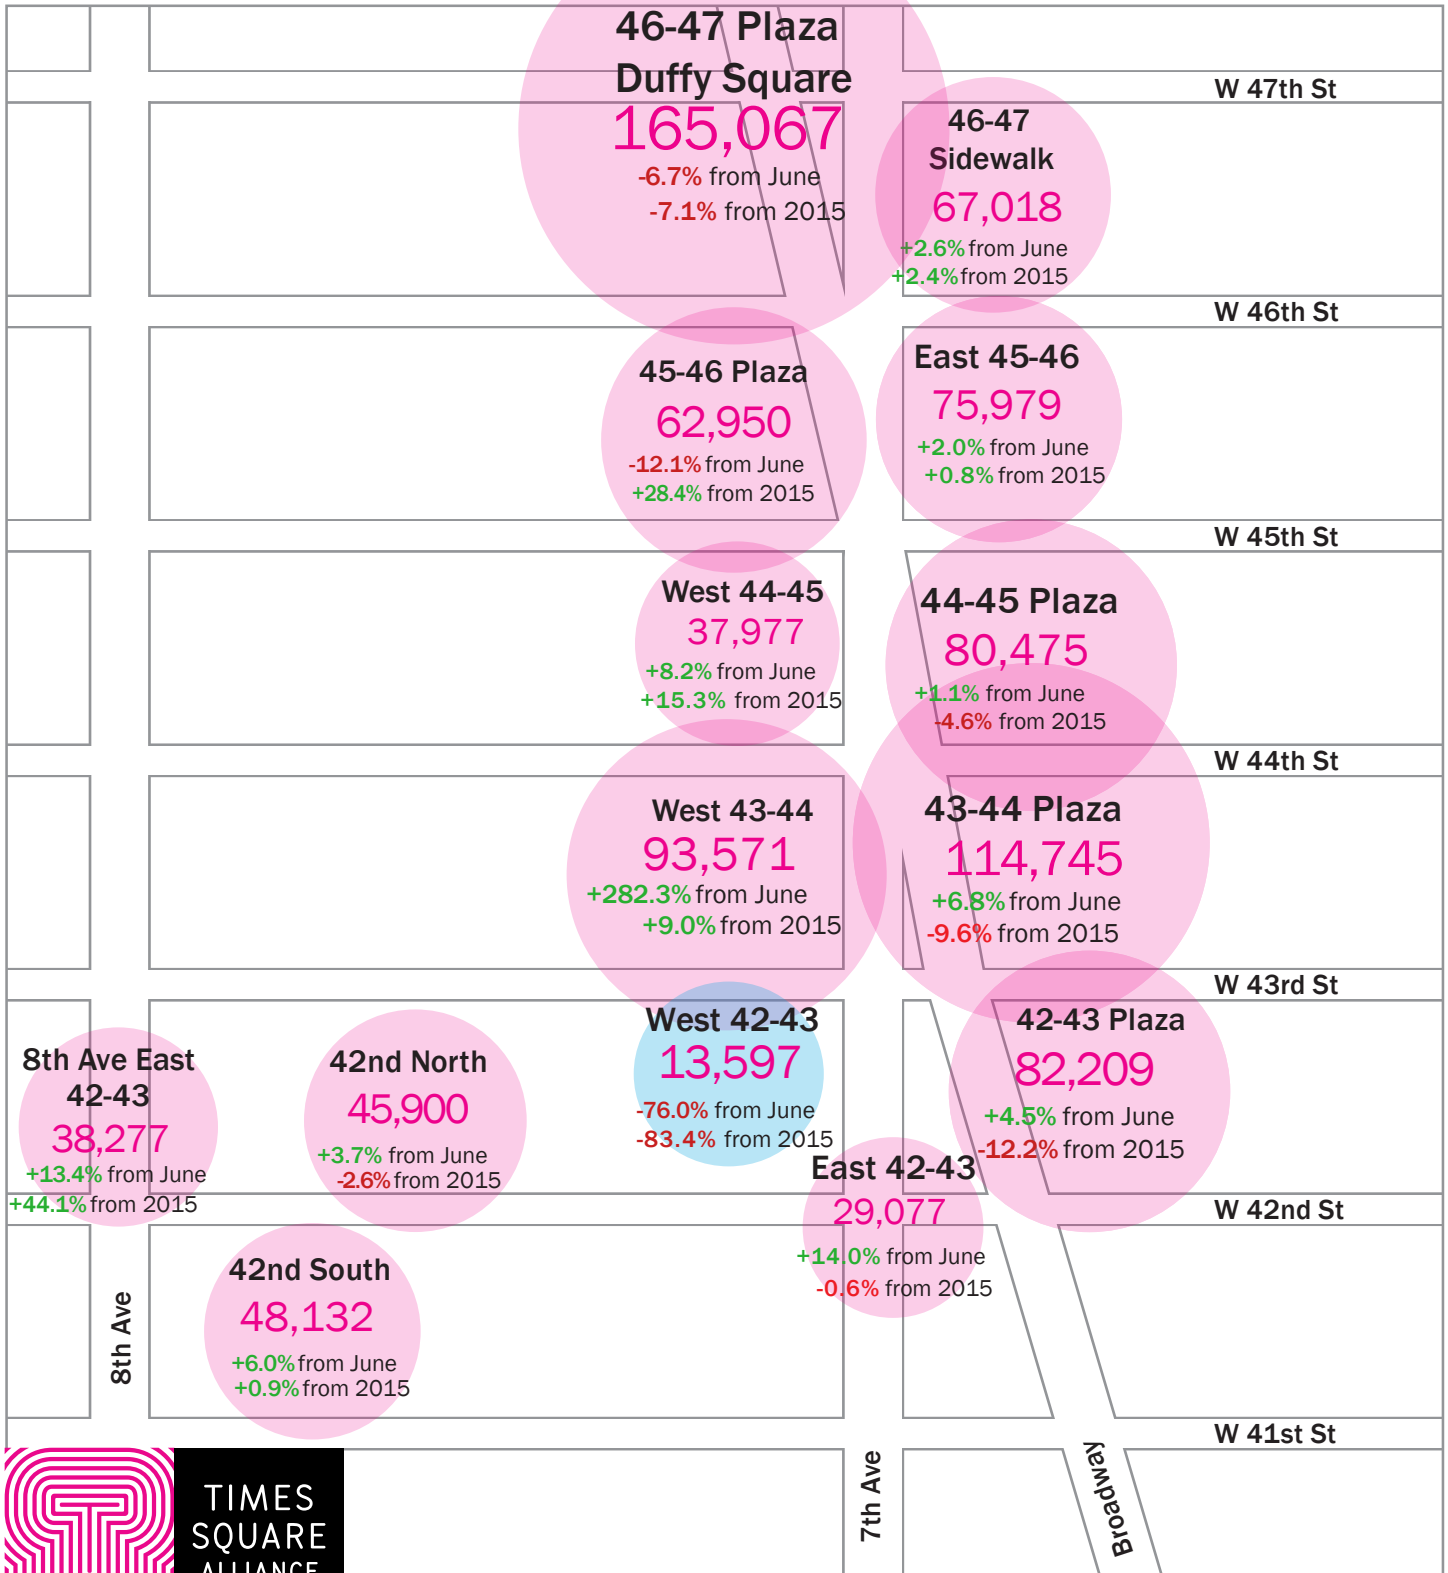 46-47 Plaza
Duffy Square
165,067
-6.7% from June
-7.1% from 2015
W 47th St
46-47
Sidewalk
67,018
+2.6% from June
+2.4% from 2015
W 46th St
45-46 Plaza
62,950
-12.1% from June
+28.4% from 2015
East 45-46
75,979
+2.0% from June
+0.8% from 2015
W 45th St
West 44-45
37,977
+8.2% from June
+15.3% from 2015
44-45 Plaza
80,475
+1.1% from June
-4.6% from 2015
W 44th St
West 43-44
93,571
+282.3% from June
+9.0% from 2015
43-44 Plaza
114,745
+6.8% from June
-9.6% from 2015
W 43rd St
8th Ave East
42-43
38,277
+13.4% from June
+44.1% from 2015
42nd North
45,900
+3.7% from June
-2.6% from 2015
West 42-43
13,597
-76.0% from June
-83.4% from 2015
42-43 Plaza
82,209
+4.5% from June
-12.2% from 2015
East 42-43
29,077
+14.0% from June
-0.6% from 2015
W 42nd St
42nd South
48,132
+6.0% from June
+0.9% from 2015
8th Ave
W 41st St
7th Ave
Broadway
TIMES
SQUARE
ALLIANCE